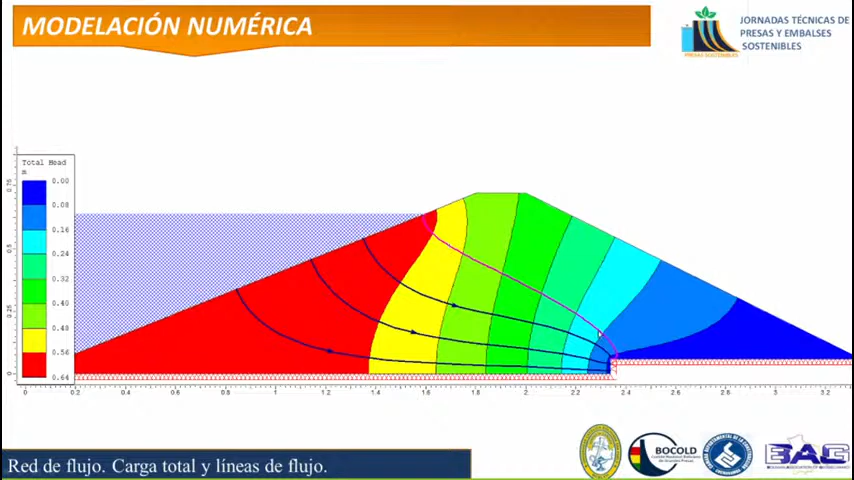 MODELACIÓN NUMÉRICA
JORNADAS TÉCNICAS DE
PRESAS Y EMBALSES
SOSTENIBLES
PRESAS SOSTENIBLES
Total Head
m
0.00
0.08
0.16
0.24
0.32
0.40
0.48
0.56
0.64
0.75
0.5
0.25
0
0 0.2 0.4 0.6 0.8 1 1.2 1.4 1.6 1.8 2 2.2 2.4 2.6 2.8 3 3.2
Red de flujo. Carga total y líneas de flujo.
BOCOLD
BAG